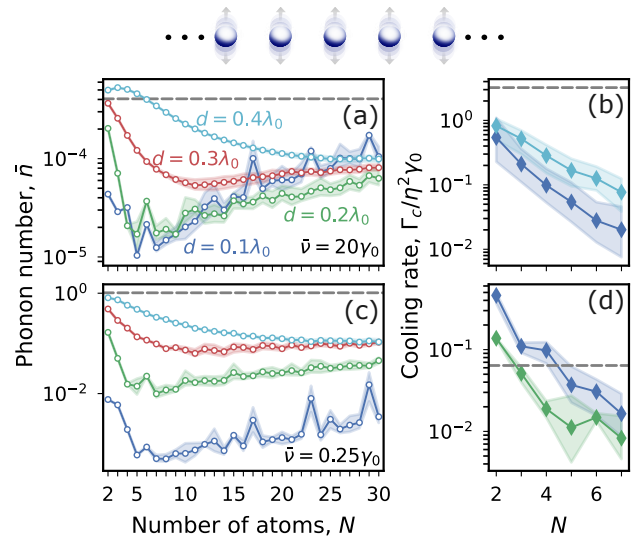 (a)
d = 0.4λ₀
d = 0.3λ₀
d = 0.2λ₀
d = 0.1λ₀
ν̄ = 20γ₀
10⁻⁴
10⁻⁵
Phonon number, n̄
(b)
10⁰
10⁻¹
10⁻²
Cooling rate, Γ_c/η²γ₀
(c)
ν̄ = 0.25γ₀
10⁰
10⁻²
2 5 10 15 20 25 30
Number of atoms, N
(d)
10⁻¹
10⁻²
2 4 6
N